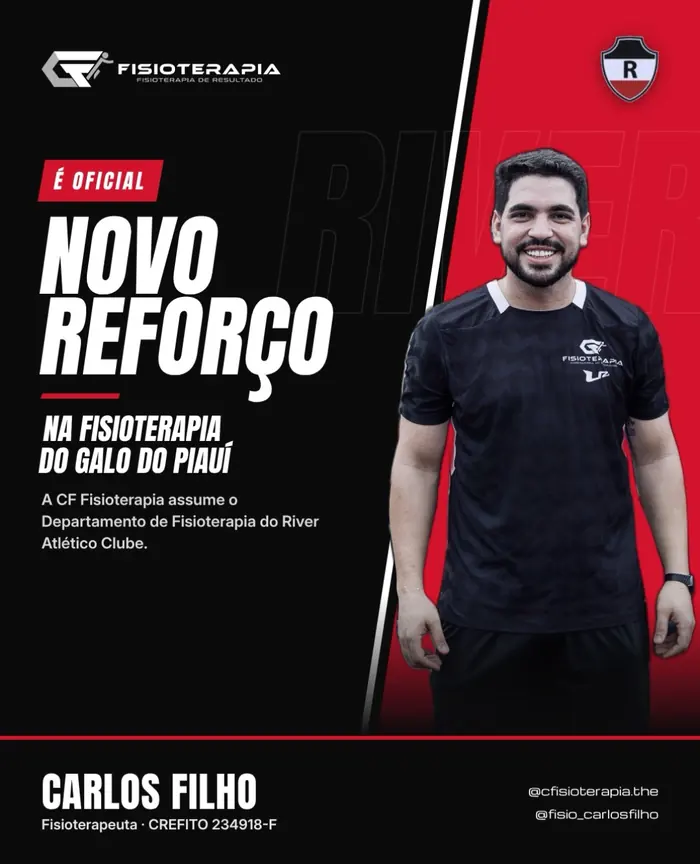 FISIOTERAPIA
FISIOTERAPIA DE RESULTADO
R
RIVER
É OFICIAL
NOVO
REFORÇO
NA FISIOTERAPIA
DO GALO DO PIAUÍ
A CF Fisioterapia assume o
Departamento de Fisioterapia do River
Atlético Clube.
FISIOTERAPIA
CARLOS FILHO
Fisioterapeuta · CREFITO 234918-F
@cfisioterapia.the
@fisio_carlosfilho